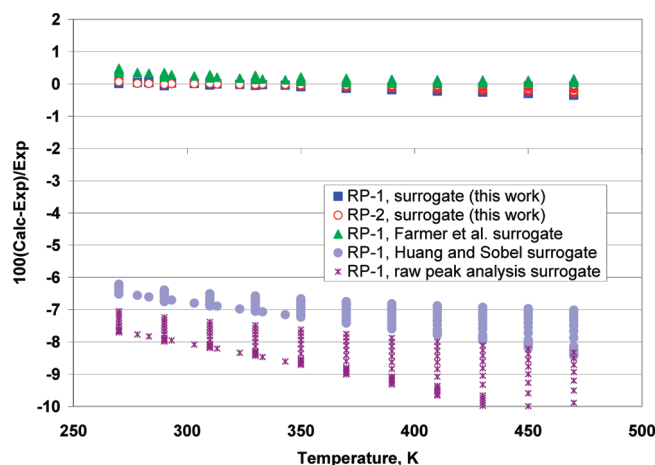 2
1
0
-1
-2
-3
-4
-5
-6
-7
-8
-9
-10
100(Calc-Exp)/Exp
RP-1, surrogate (this work)
RP-2, surrogate (this work)
RP-1, Farmer et al. surrogate
RP-1, Huang and Sobel surrogate
RP-1, raw peak analysis surrogate
250 300 350 400 450 500
Temperature, K